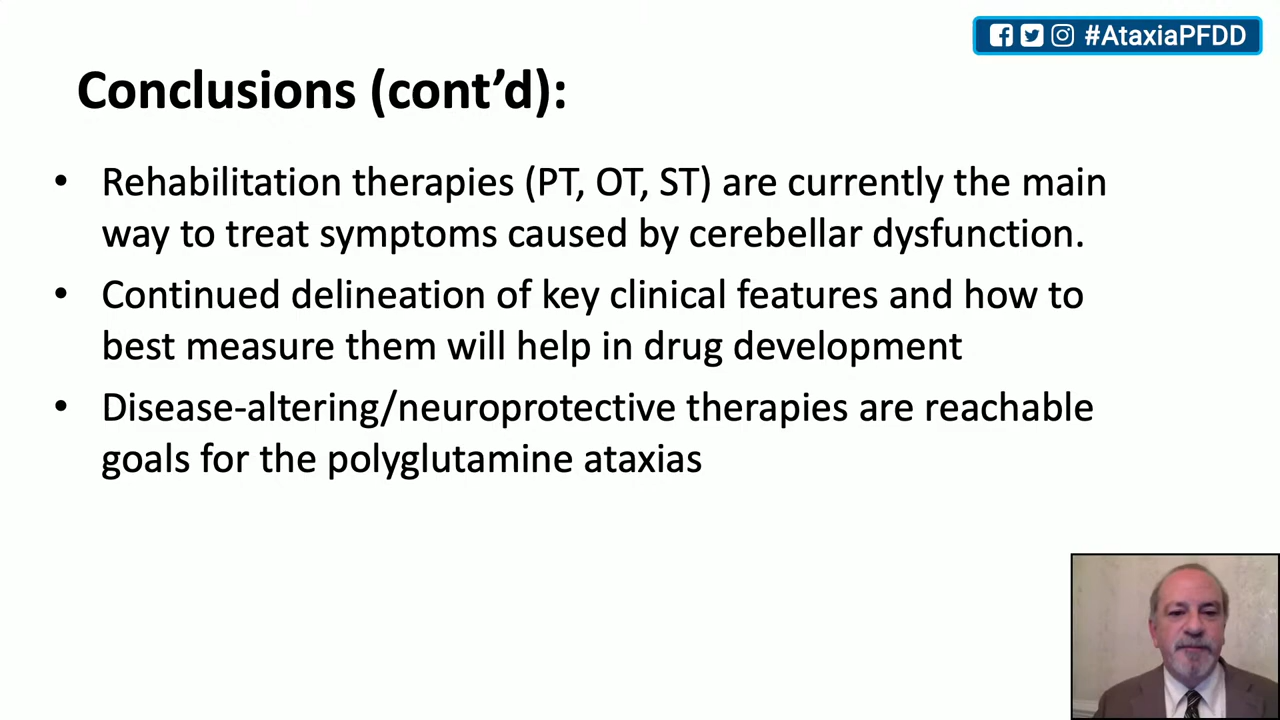 #AtaxiaPFDD
Conclusions (cont’d):
• Rehabilitation therapies (PT, OT, ST) are currently the main
way to treat symptoms caused by cerebellar dysfunction.
• Continued delineation of key clinical features and how to
best measure them will help in drug development
• Disease-altering/neuroprotective therapies are reachable
goals for the polyglutamine ataxias